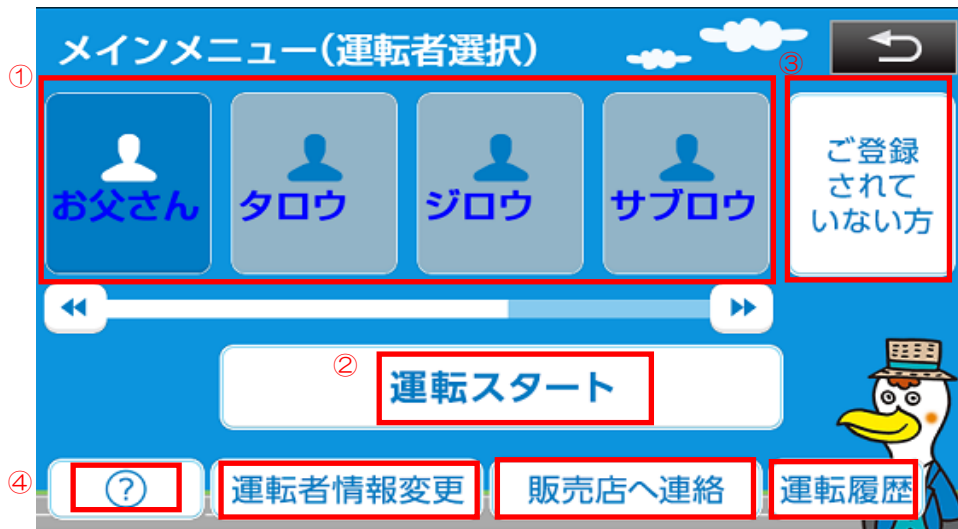 メインメニュー(運転者選択)
①
③
お父さん
タロウ
ジロウ
サブロウ
ご登録
されて
いない方
②
運転スタート
④
?
運転者情報変更
販売店へ連絡
運転履歴